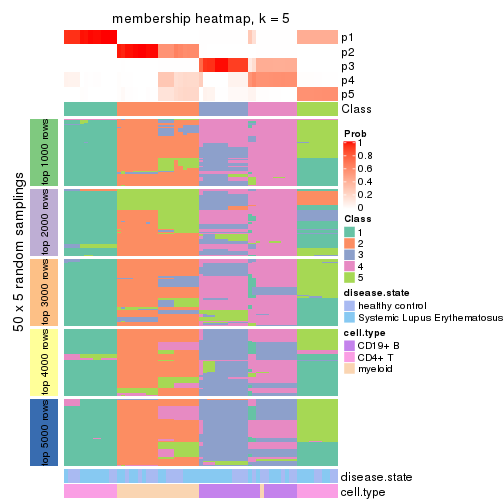 membership heatmap, k = 5
p1
p2
p3
p4
p5
Class
50 x 5 random samplings
top 1000 rows
top 2000 rows
top 3000 rows
top 4000 rows
top 5000 rows
Prob
1
0.8
0.6
0.4
0.2
0
Class
1
2
3
4
5
disease.state
healthy control
Systemic Lupus Erythematosus
cell.type
CD19+ B
CD4+ T
myeloid
disease.state
cell.type